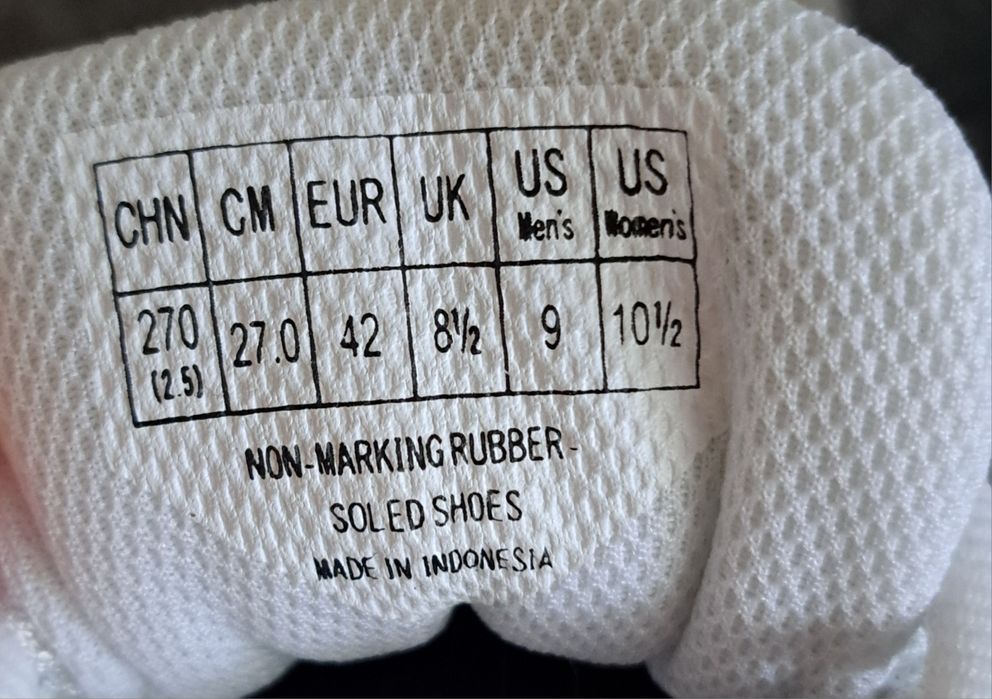 CHN CM EUR UK US Men's US Women's
270 (2.5) 27.0 42 8½ 9 10½
NON-MARKING RUBBER-
SOLED SHOES
MADE IN INDONESIA